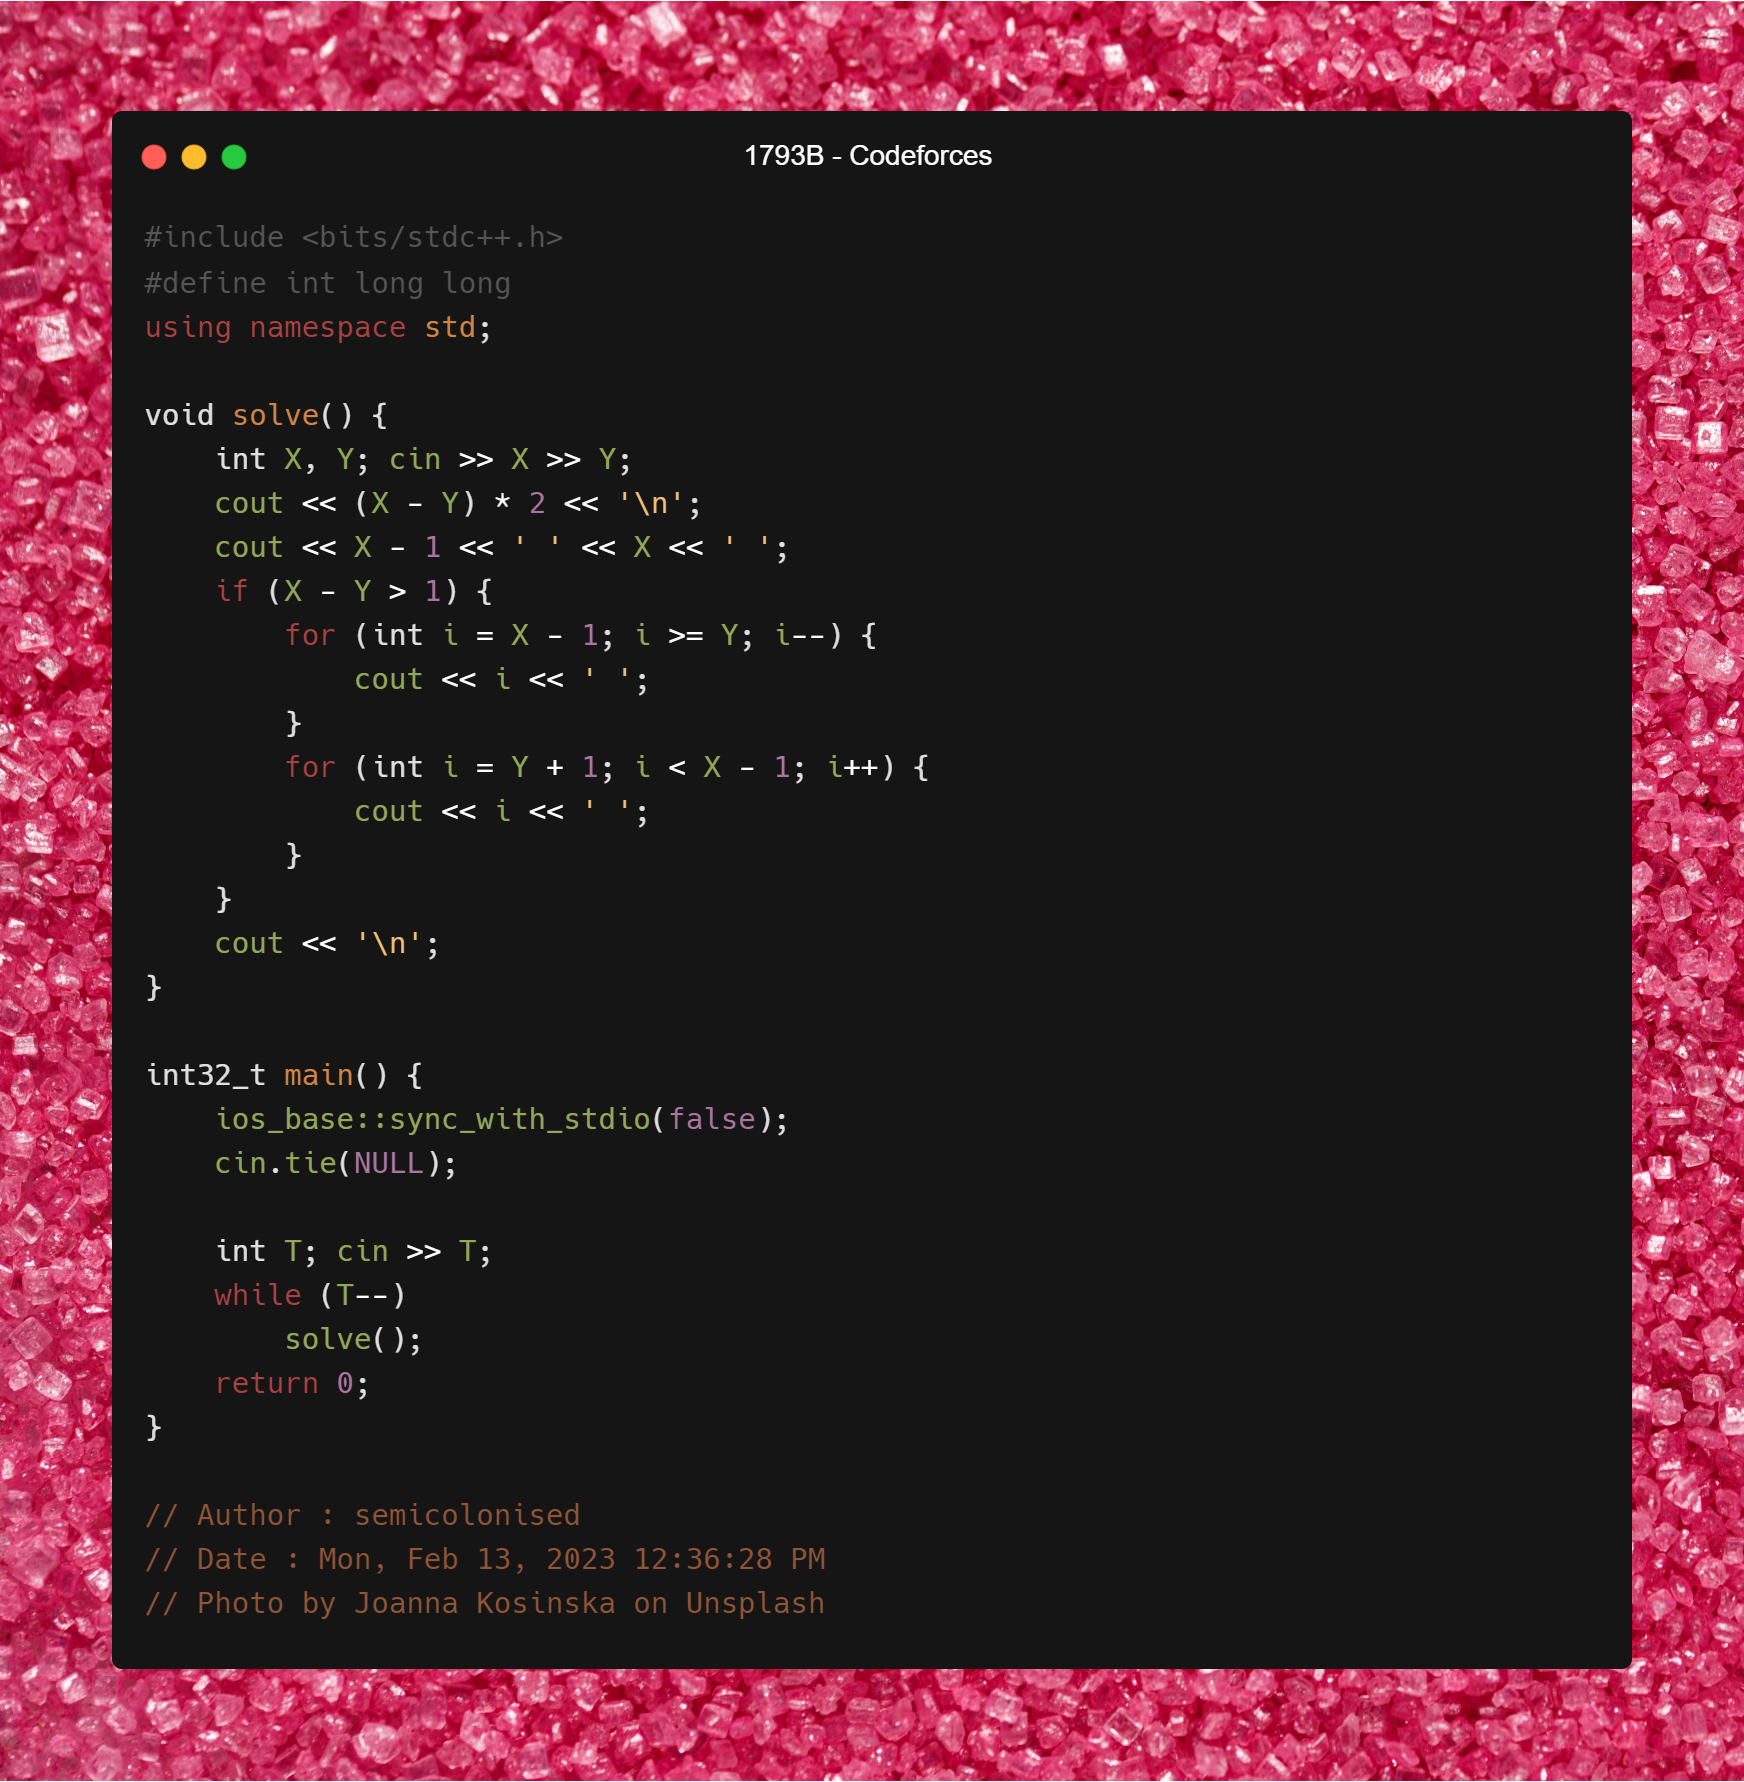 1793B - Codeforces
#include <bits/stdc++.h>
#define int long long
using namespace std;

void solve() {
    int X, Y; cin >> X >> Y;
    cout << (X - Y) * 2 << '\n';
    cout << X - 1 << ' ' << X << ' ';
    if (X - Y > 1) {
        for (int i = X - 1; i >= Y; i--) {
            cout << i << ' ';
        }
        for (int i = Y + 1; i < X - 1; i++) {
            cout << i << ' ';
        }
    }
    cout << '\n';
}

int32_t main() {
    ios_base::sync_with_stdio(false);
    cin.tie(NULL);

    int T; cin >> T;
    while (T--)
        solve();
    return 0;
}

// Author : semicolonised
// Date : Mon, Feb 13, 2023 12:36:28 PM
// Photo by Joanna Kosinska on Unsplash